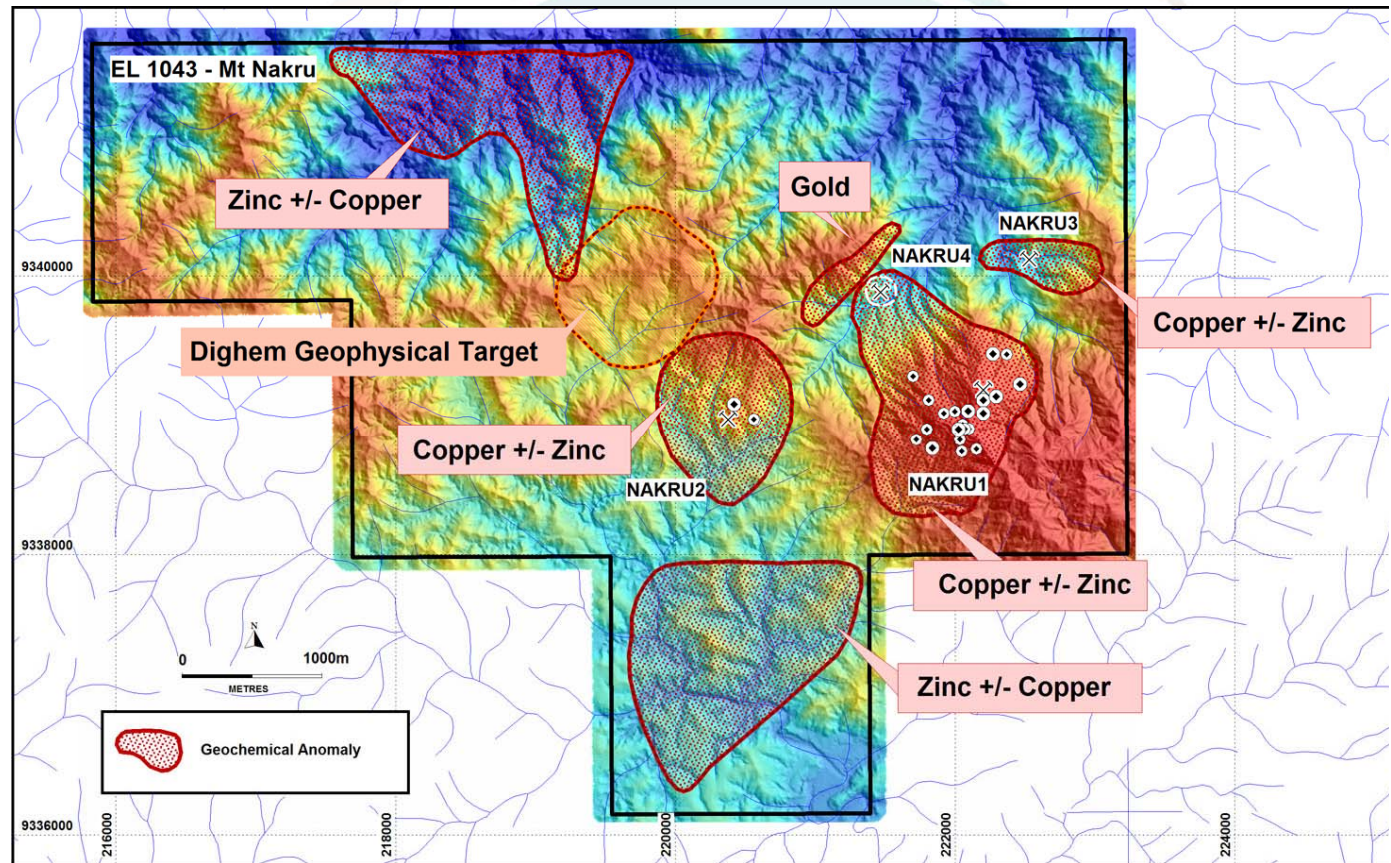 EL 1043 - Mt Nakru
Zinc +/- Copper
Gold
NAKRU3
NAKRU4
9340000
Copper +/- Zinc
Dighem Geophysical Target
Copper +/- Zinc
NAKRU2
NAKRU1
9338000
Copper +/- Zinc
N
0 1000m
METRES
Zinc +/- Copper
Geochemical Anomaly
9336000
216000
218000
220000
222000
224000